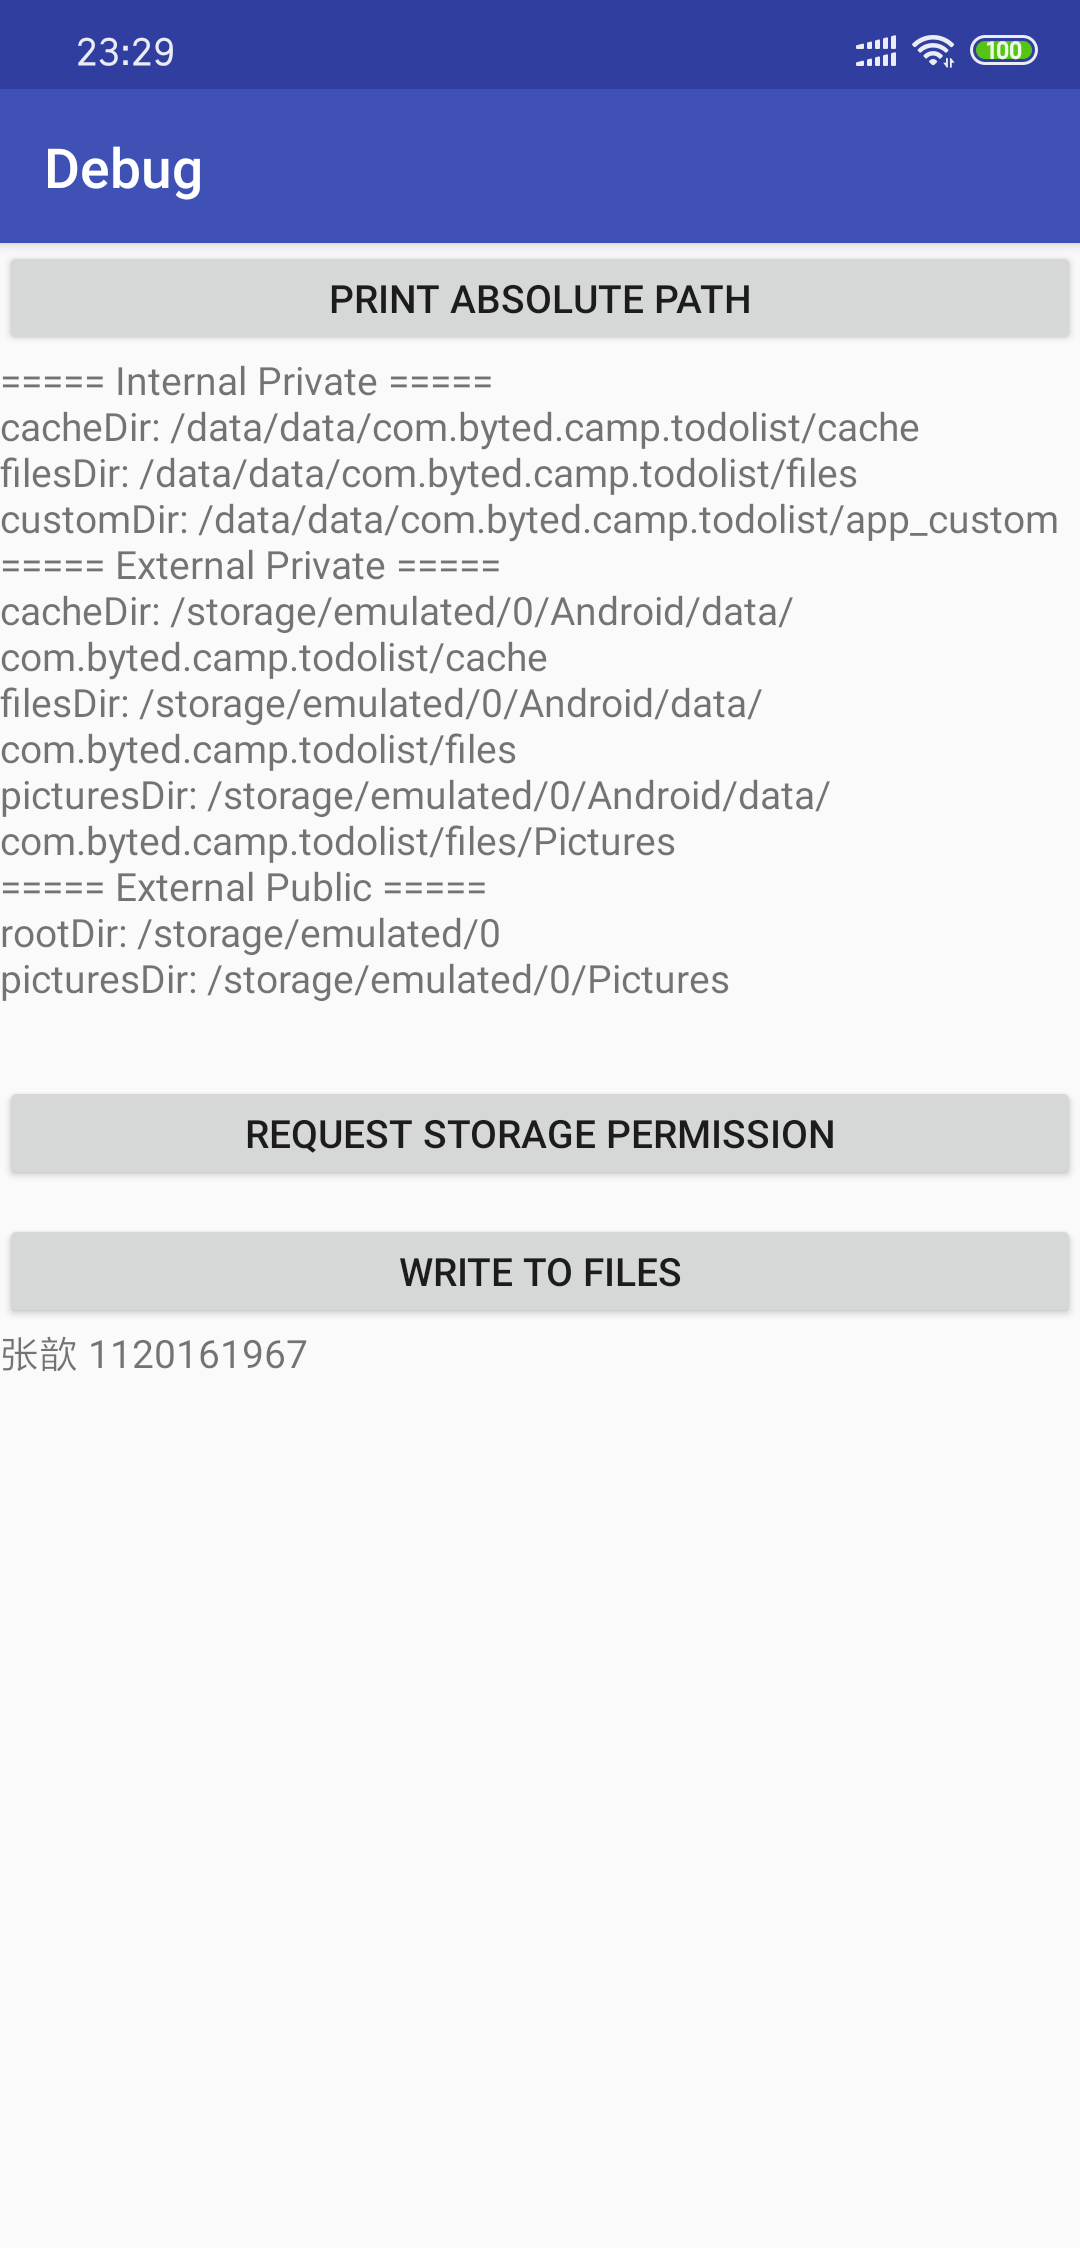 23:29
100
Debug
PRINT ABSOLUTE PATH
===== Internal Private =====
cacheDir: /data/data/com.byted.camp.todolist/cache
filesDir: /data/data/com.byted.camp.todolist/files
customDir: /data/data/com.byted.camp.todolist/app_custom
===== External Private =====
cacheDir: /storage/emulated/0/Android/data/
com.byted.camp.todolist/cache
filesDir: /storage/emulated/0/Android/data/
com.byted.camp.todolist/files
picturesDir: /storage/emulated/0/Android/data/
com.byted.camp.todolist/files/Pictures
===== External Public =====
rootDir: /storage/emulated/0
picturesDir: /storage/emulated/0/Pictures
REQUEST STORAGE PERMISSION
WRITE TO FILES
张歆 1120161967